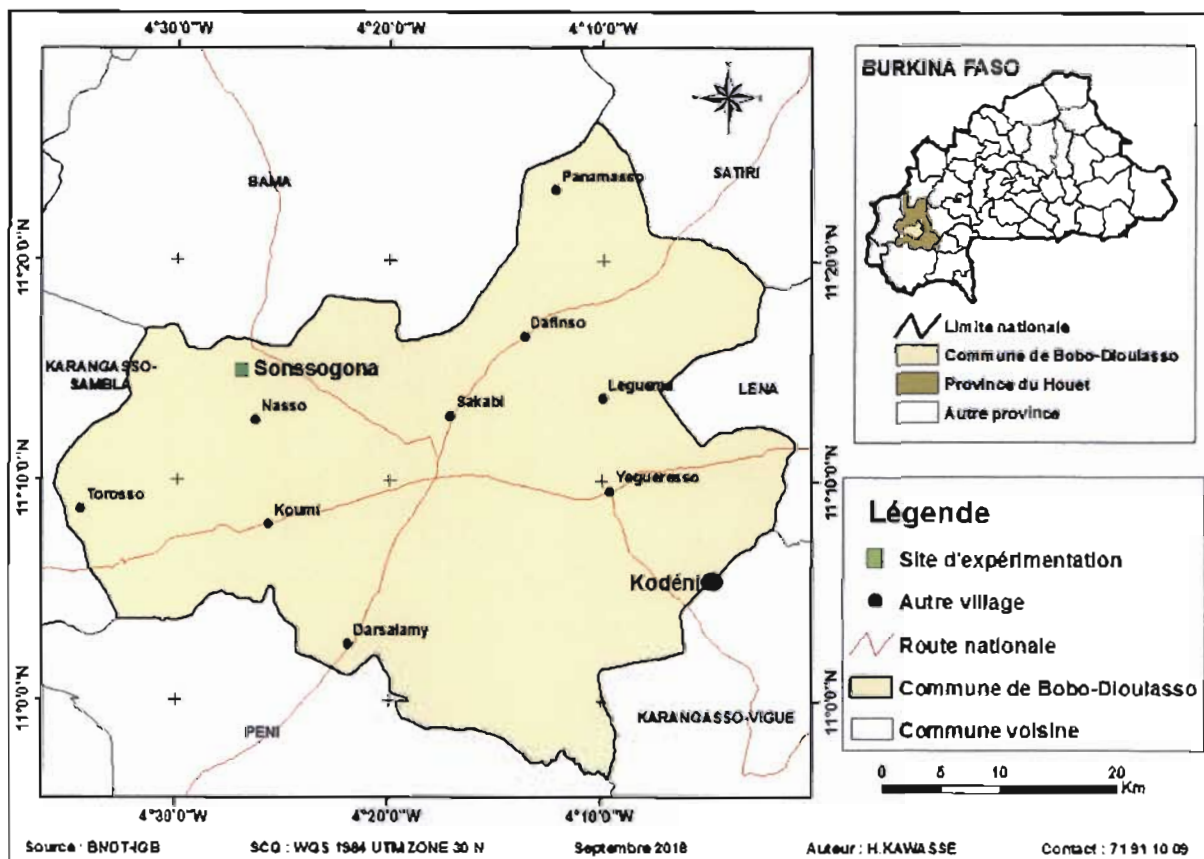 4°30'0"W 4°20'0"W 4°10'0"W
BAMA
SATIRI
Panamasso
11°20'0"N
11°20'0"N
Dafinso
KARANGASSO-
SAMBLA
Sonssogona
Leguema
LENA
Nasso
Sakabi
11°10'0"N
11°10'0"N
Torosso
Koumi
Yegueresso
Kodéni
Darsalamy
11°0'0"N
11°0'0"N
PENI
KARANGASSO-VIGUE
4°30'0"W 4°20'0"W 4°10'0"W
BURKINA FASO
Limite nationale
Commune de Bobo-Dioulasso
Province du Houet
Autre province
Légende
Site d'expérimentation
Autre village
Route nationale
Commune de Bobo-Dioulasso
Commune voisine
0 5 10 20
Km
Source : BNDT-IGB SCG : WGS 1984 UTM ZONE 30 N Septembre 2018 Auteur : H.KAWASSE Contact : 71 91 10 09